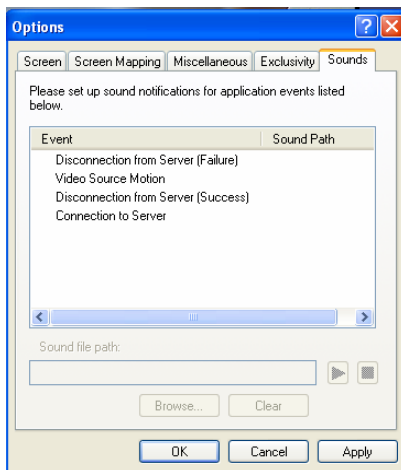 Options
Screen Screen Mapping Miscellaneous Exclusivity Sounds
Please set up sound notifications for application events listed
below.
Event Sound Path
Disconnection from Server (Failure)
Video Source Motion
Disconnection from Server (Success)
Connection to Server
Sound file path:
Browse... Clear
OK Cancel Apply